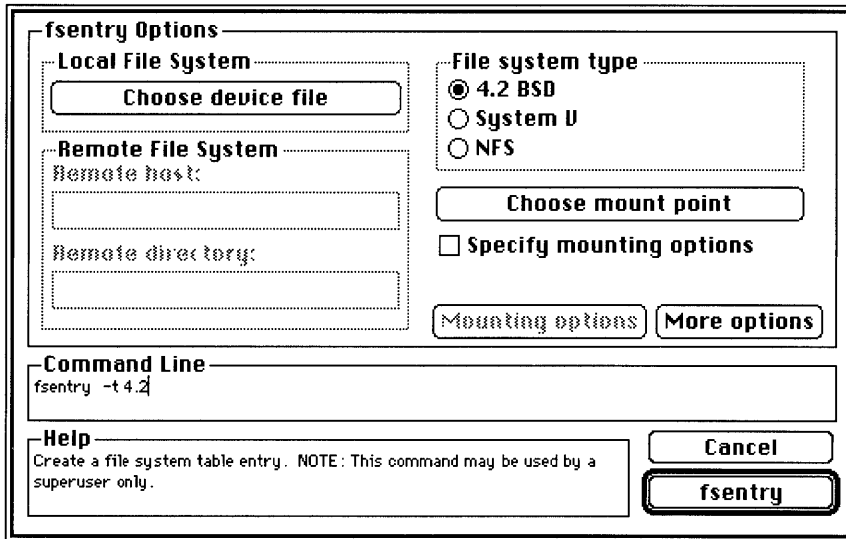 fsentry Options
Local File System
Choose device file
Remote File System
Remote host:
Remote directory:
File system type
4.2 BSD
System V
NFS
Choose mount point
Specify mounting options
Mounting options
More options
Command Line
fsentry -t 4.2
Help
Create a file system table entry. NOTE: This command may be used by a
superuser only.
Cancel
fsentry